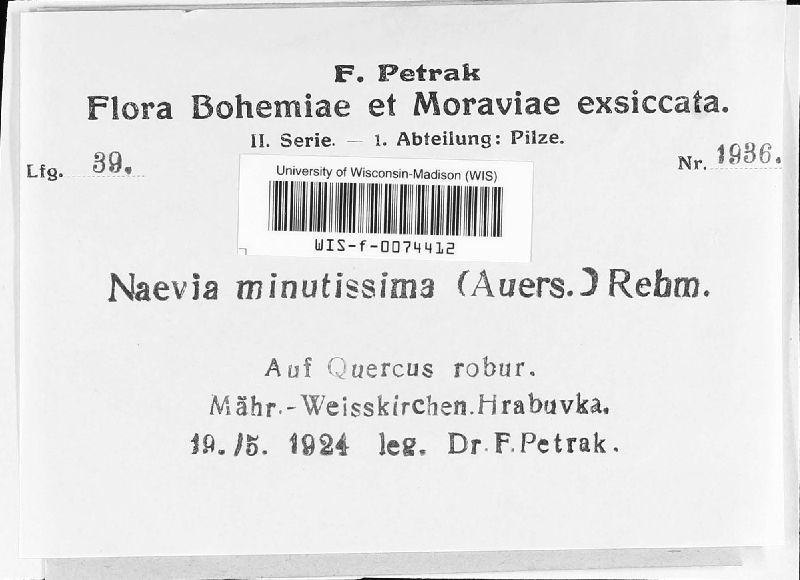 F. Petrak
Flora Bohemiae et Moraviae exsiccata.
II. Serie. — 1. Abteilung: Pilze.
Lfg. 39.
Nr. 1936.
University of Wisconsin-Madison (WIS)
WIS-f-0074412
Naevia minutissima (Auers.) Rehm.
Auf Quercus robur.
Mähr.-Weisskirchen.Hrabuvka.
19./5. 1924 leg. Dr.F.Petrak.